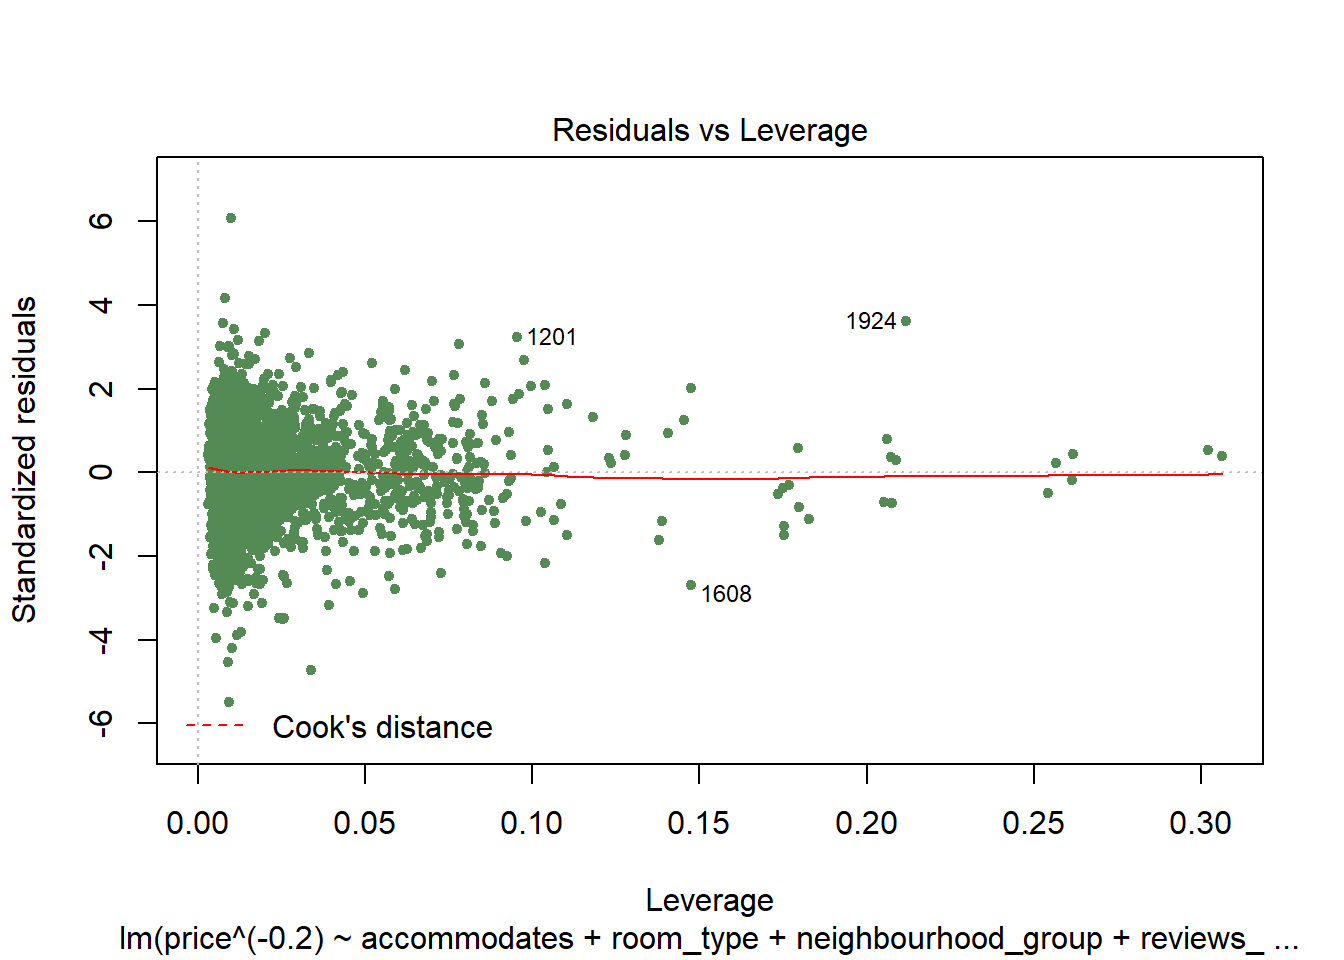 Residuals vs Leverage
Standardized residuals
6
4
2
0
-2
-4
-6
1201
1924
1608
Cook's distance
0.00 0.05 0.10 0.15 0.20 0.25 0.30
Leverage
lm(price^(-0.2) ~ accommodates + room_type + neighbourhood_group + reviews_ ...